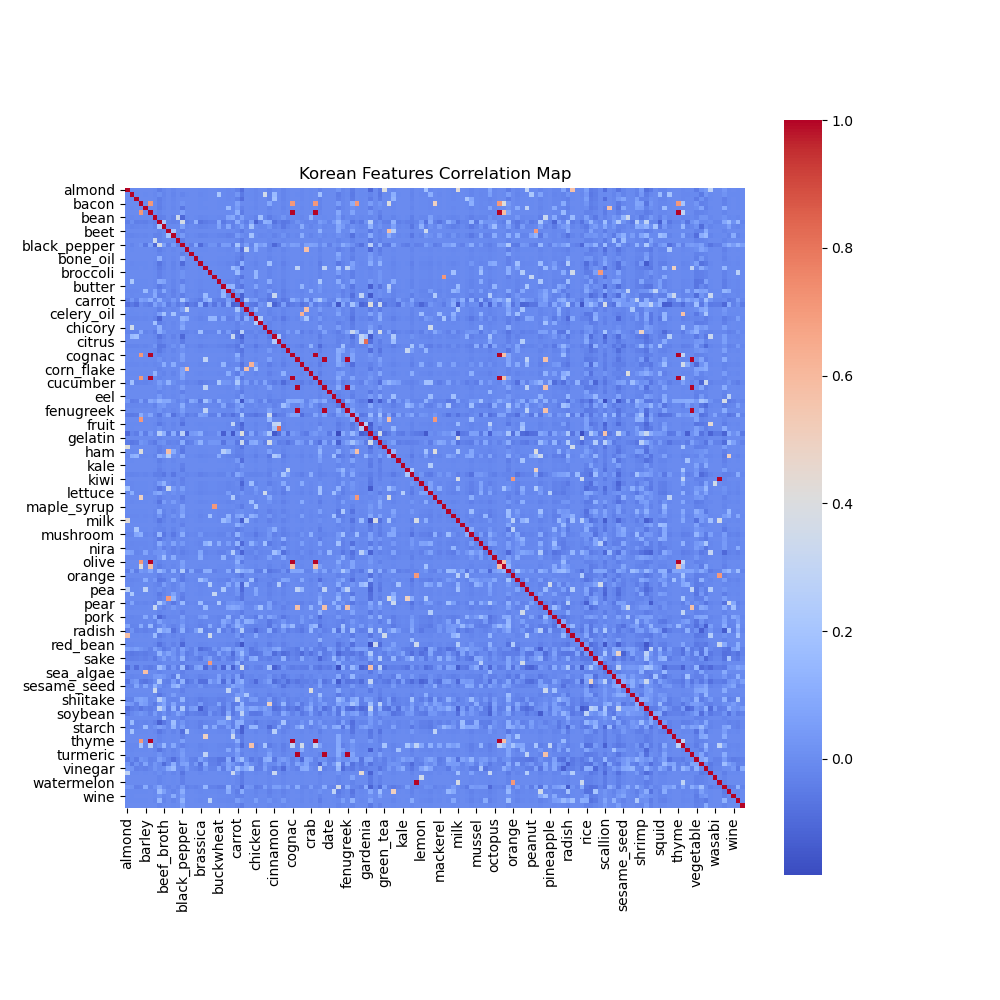 Korean Features Correlation Map
almond
bacon
bean
beet
black_pepper
bone_oil
broccoli
butter
carrot
celery_oil
chicory
citrus
cognac
corn_flake
cucumber
eel
fenugreek
fruit
gelatin
ham
kale
kiwi
lettuce
maple_syrup
milk
mushroom
nira
olive
orange
pea
pear
pork
radish
red_bean
sake
sea_algae
sesame_seed
shiitake
soybean
starch
thyme
turmeric
vinegar
watermelon
wine
almond
barley
beef_broth
black_pepper
brassica
buckwheat
carrot
chicken
cinnamon
cognac
crab
date
fenugreek
gardenia
green_tea
kale
lemon
mackerel
milk
mussel
octopus
orange
peanut
pineapple
radish
rice
scallion
sesame_seed
shrimp
squid
thyme
vegetable
wasabi
wine
1.0
0.8
0.6
0.4
0.2
0.0